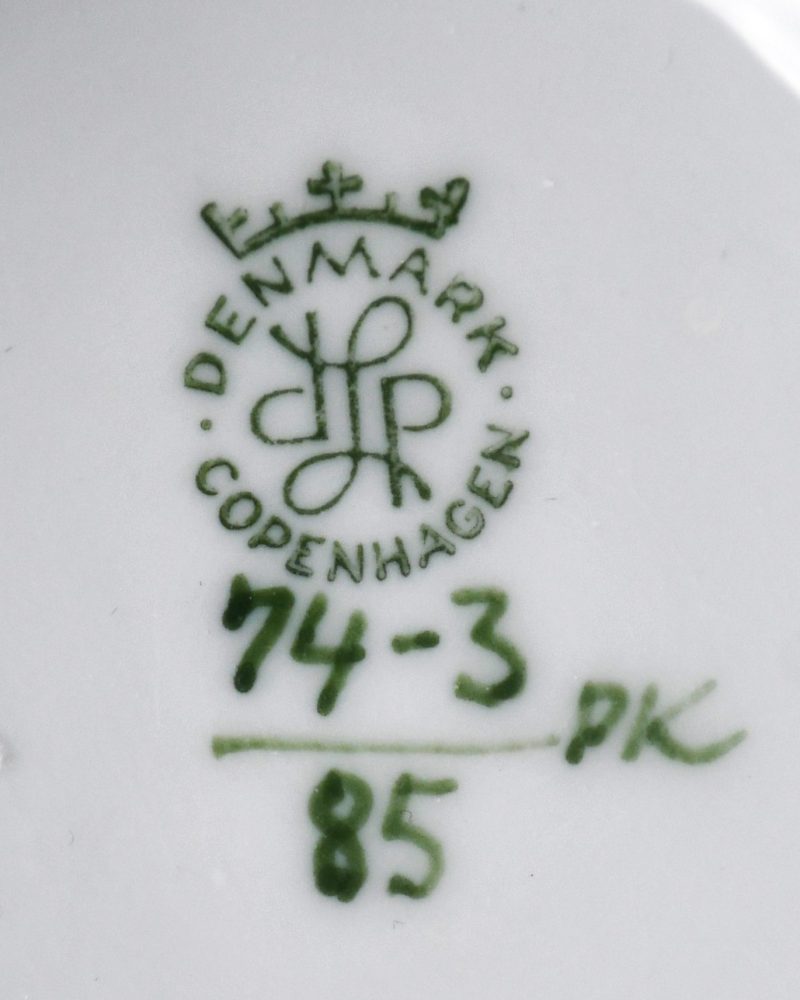 DENMARK
COPENHAGEN
74-3
PK
85